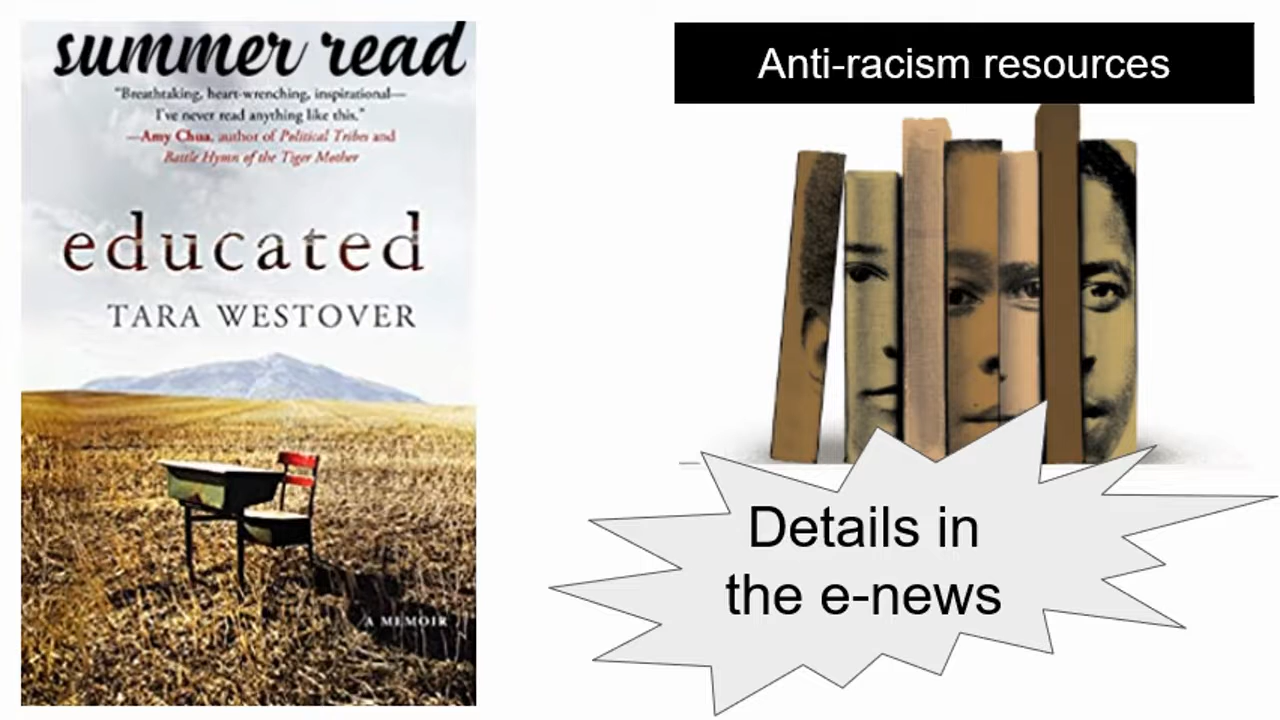 summer read
"Breathtaking, heart-wrenching, inspirational—
I've never read anything like this."
—Amy Chua, author of Political Tribes and
Battle Hymn of the Tiger Mother
educated
TARA WESTOVER
A MEMOIR
Anti-racism resources
Details in
the e-news